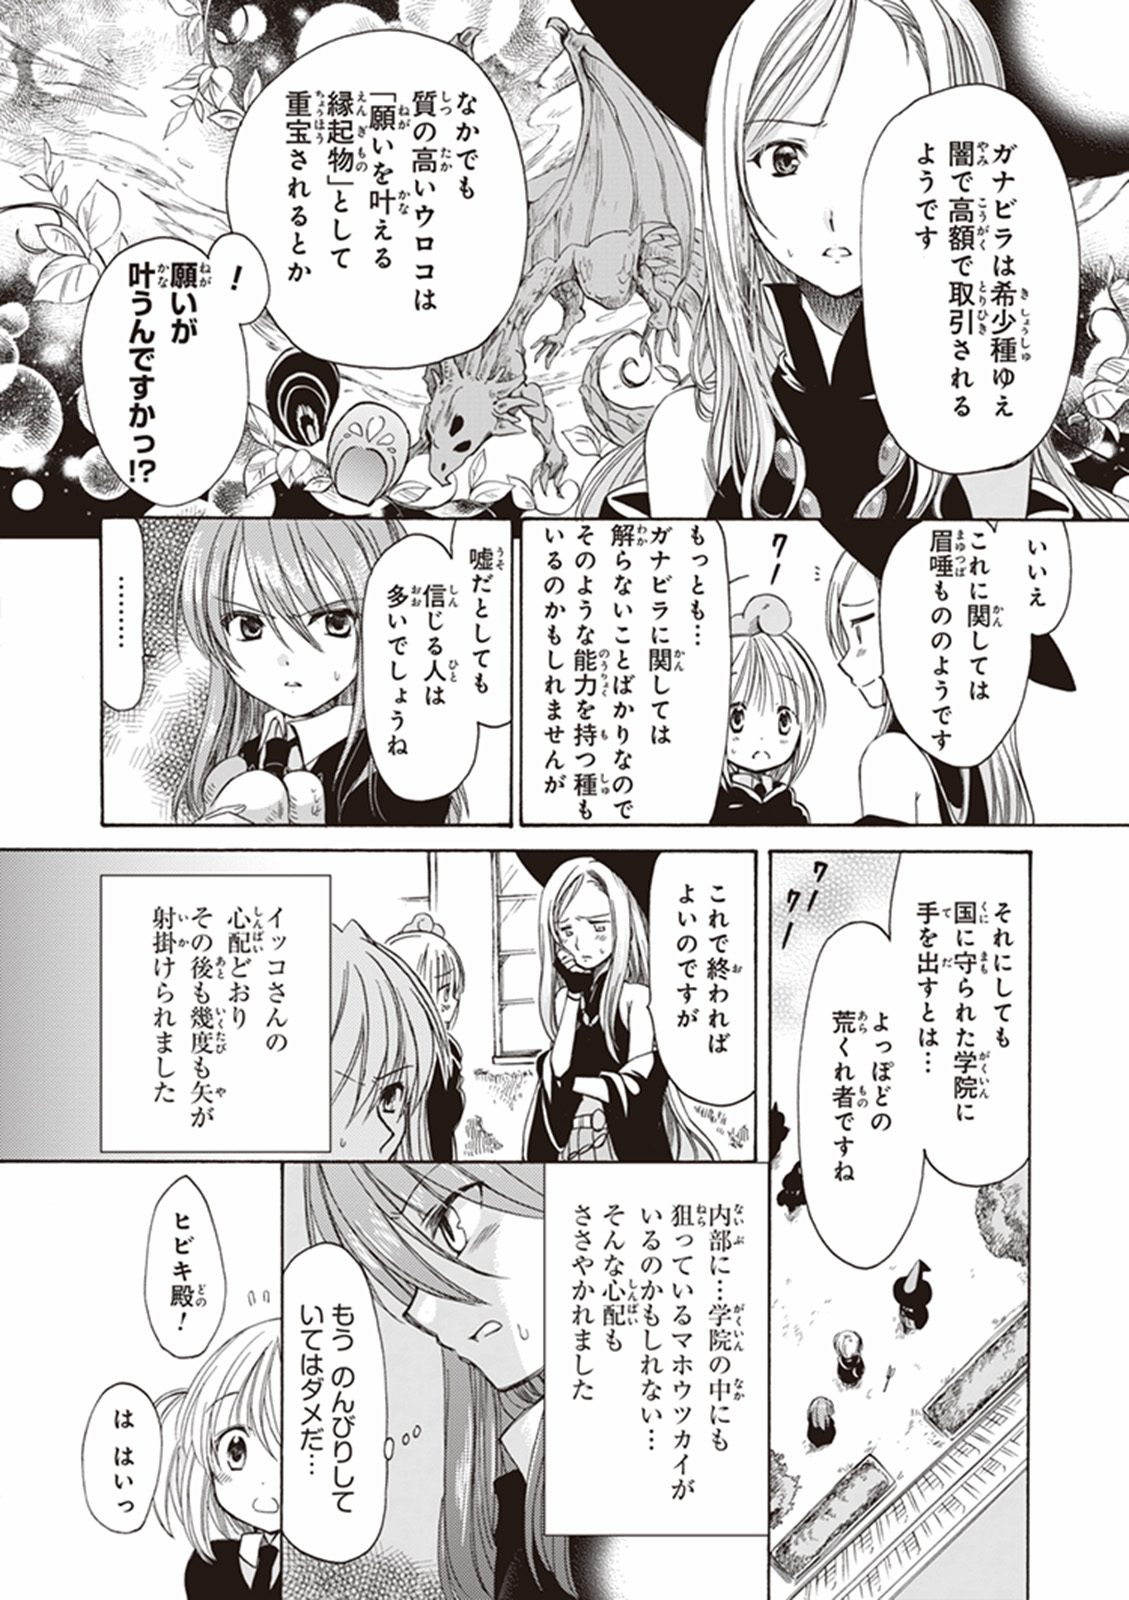 ガナビラは希少種ゆえ
闇で高額で取引される
ようです
なかでも
質の高いウロコは
「願いを叶える
縁起物」として
重宝されるとか
！
願いが
叶うんですかっ!?
いいえ
これに関しては
眉唾もののようです
ワー
もっとも…
ガナビラに関しては
解らないことばかりなので
そのような能力を持つ種も
いるのかもしれませんが
嘘だとしても
信じる人は
多いでしょうね
………
それにしても
国に守られた学院に
手を出すとは…
よっぽどの
荒くれ者ですね
ワー
ワー
これで終われば
よいのですが
イッコさんの
心配どおり
その後も幾度も矢が
射掛けられました
内部に…学院の中にも
狙っているマホウツカイが
いるのかもしれない…
そんな心配も
ささやかれました
もう のんびりして
いてはダメだ…
ヒビキ殿！
は はいっ